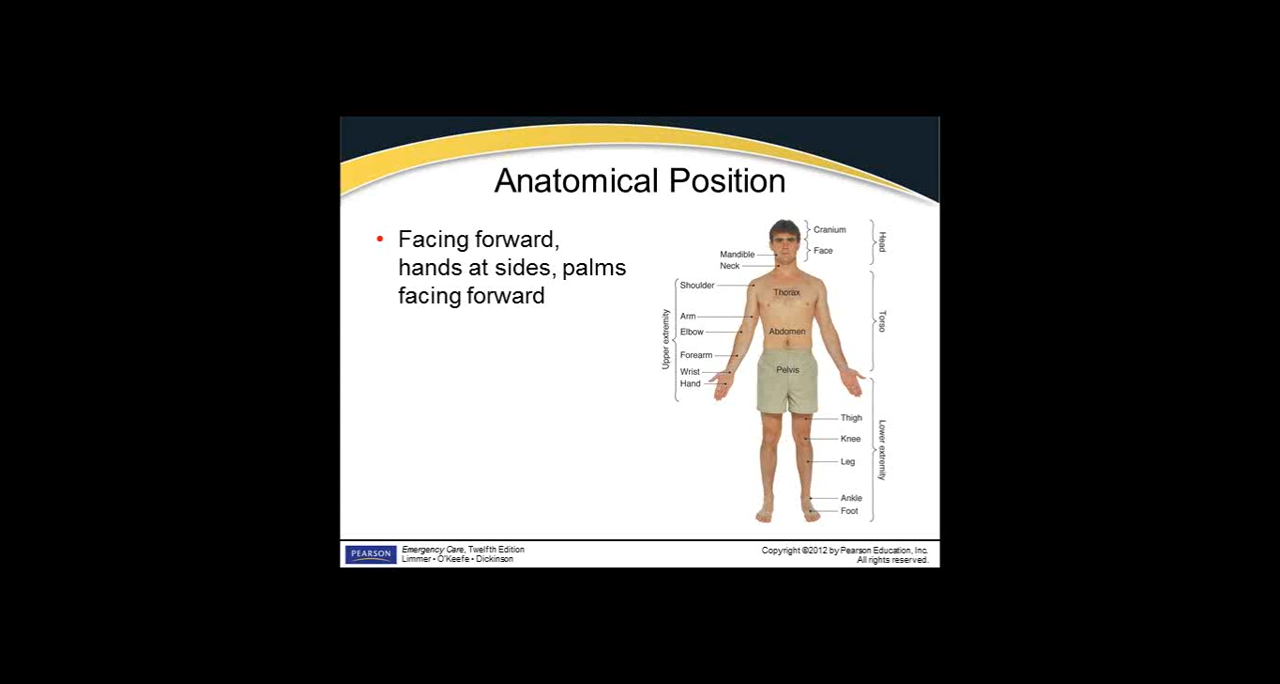 Anatomical Position
• Facing forward,
hands at sides, palms
facing forward
Cranium
Face
Head
Mandible
Neck
Shoulder
Thorax
Torso
Arm
Upper extremity
Elbow
Abdomen
Forearm
Wrist
Hand
Pelvis
Thigh
Knee
Lower extremity
Leg
Ankle
Foot
PEARSON
Emergency Care, Twelfth Edition
Limmer • O'Keefe • Dickinson
Copyright ©2012 by Pearson Education, Inc.
All rights reserved.